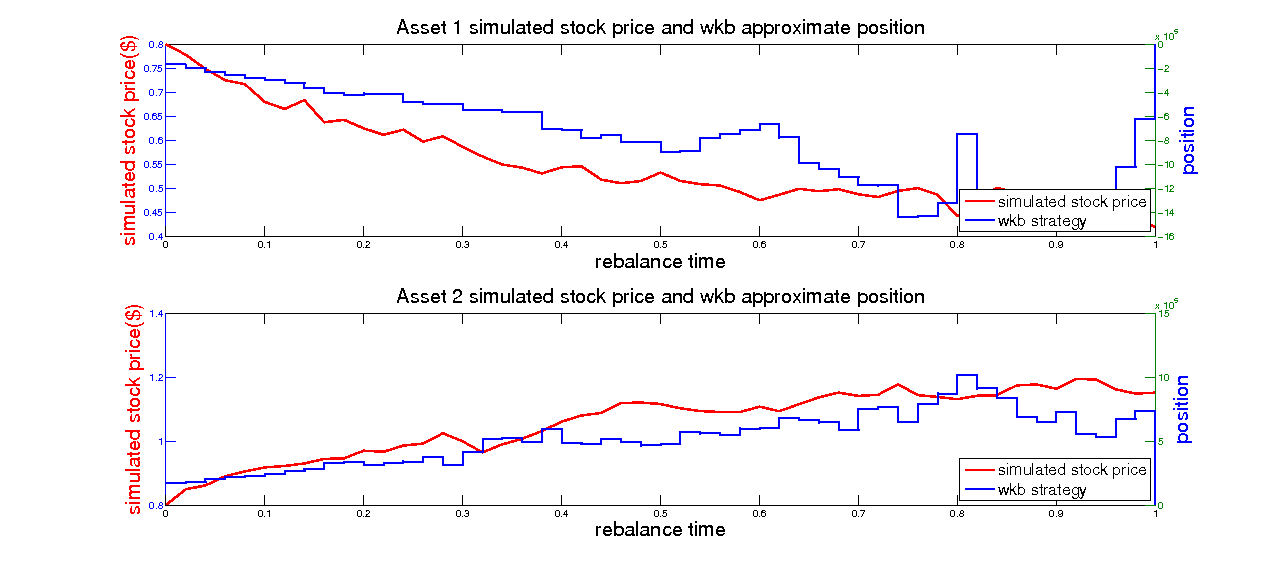 Asset 1 simulated stock price and wkb approximate position
x 10^5
simulated stock price($)
0.8
0.75
0.7
0.65
0.6
0.55
0.5
0.45
0.4
0
−2
−4
−6
−8
−10
−12
−14
−16
position
simulated stock price
wkb strategy
0 0.1 0.2 0.3 0.4 0.5 0.6 0.7 0.8 0.9 1
rebalance time
Asset 2 simulated stock price and wkb approximate position
x 10^5
simulated stock price($)
1.4
1.2
1
0.8
15
10
5
0
position
simulated stock price
wkb strategy
0 0.1 0.2 0.3 0.4 0.5 0.6 0.7 0.8 0.9 1
rebalance time